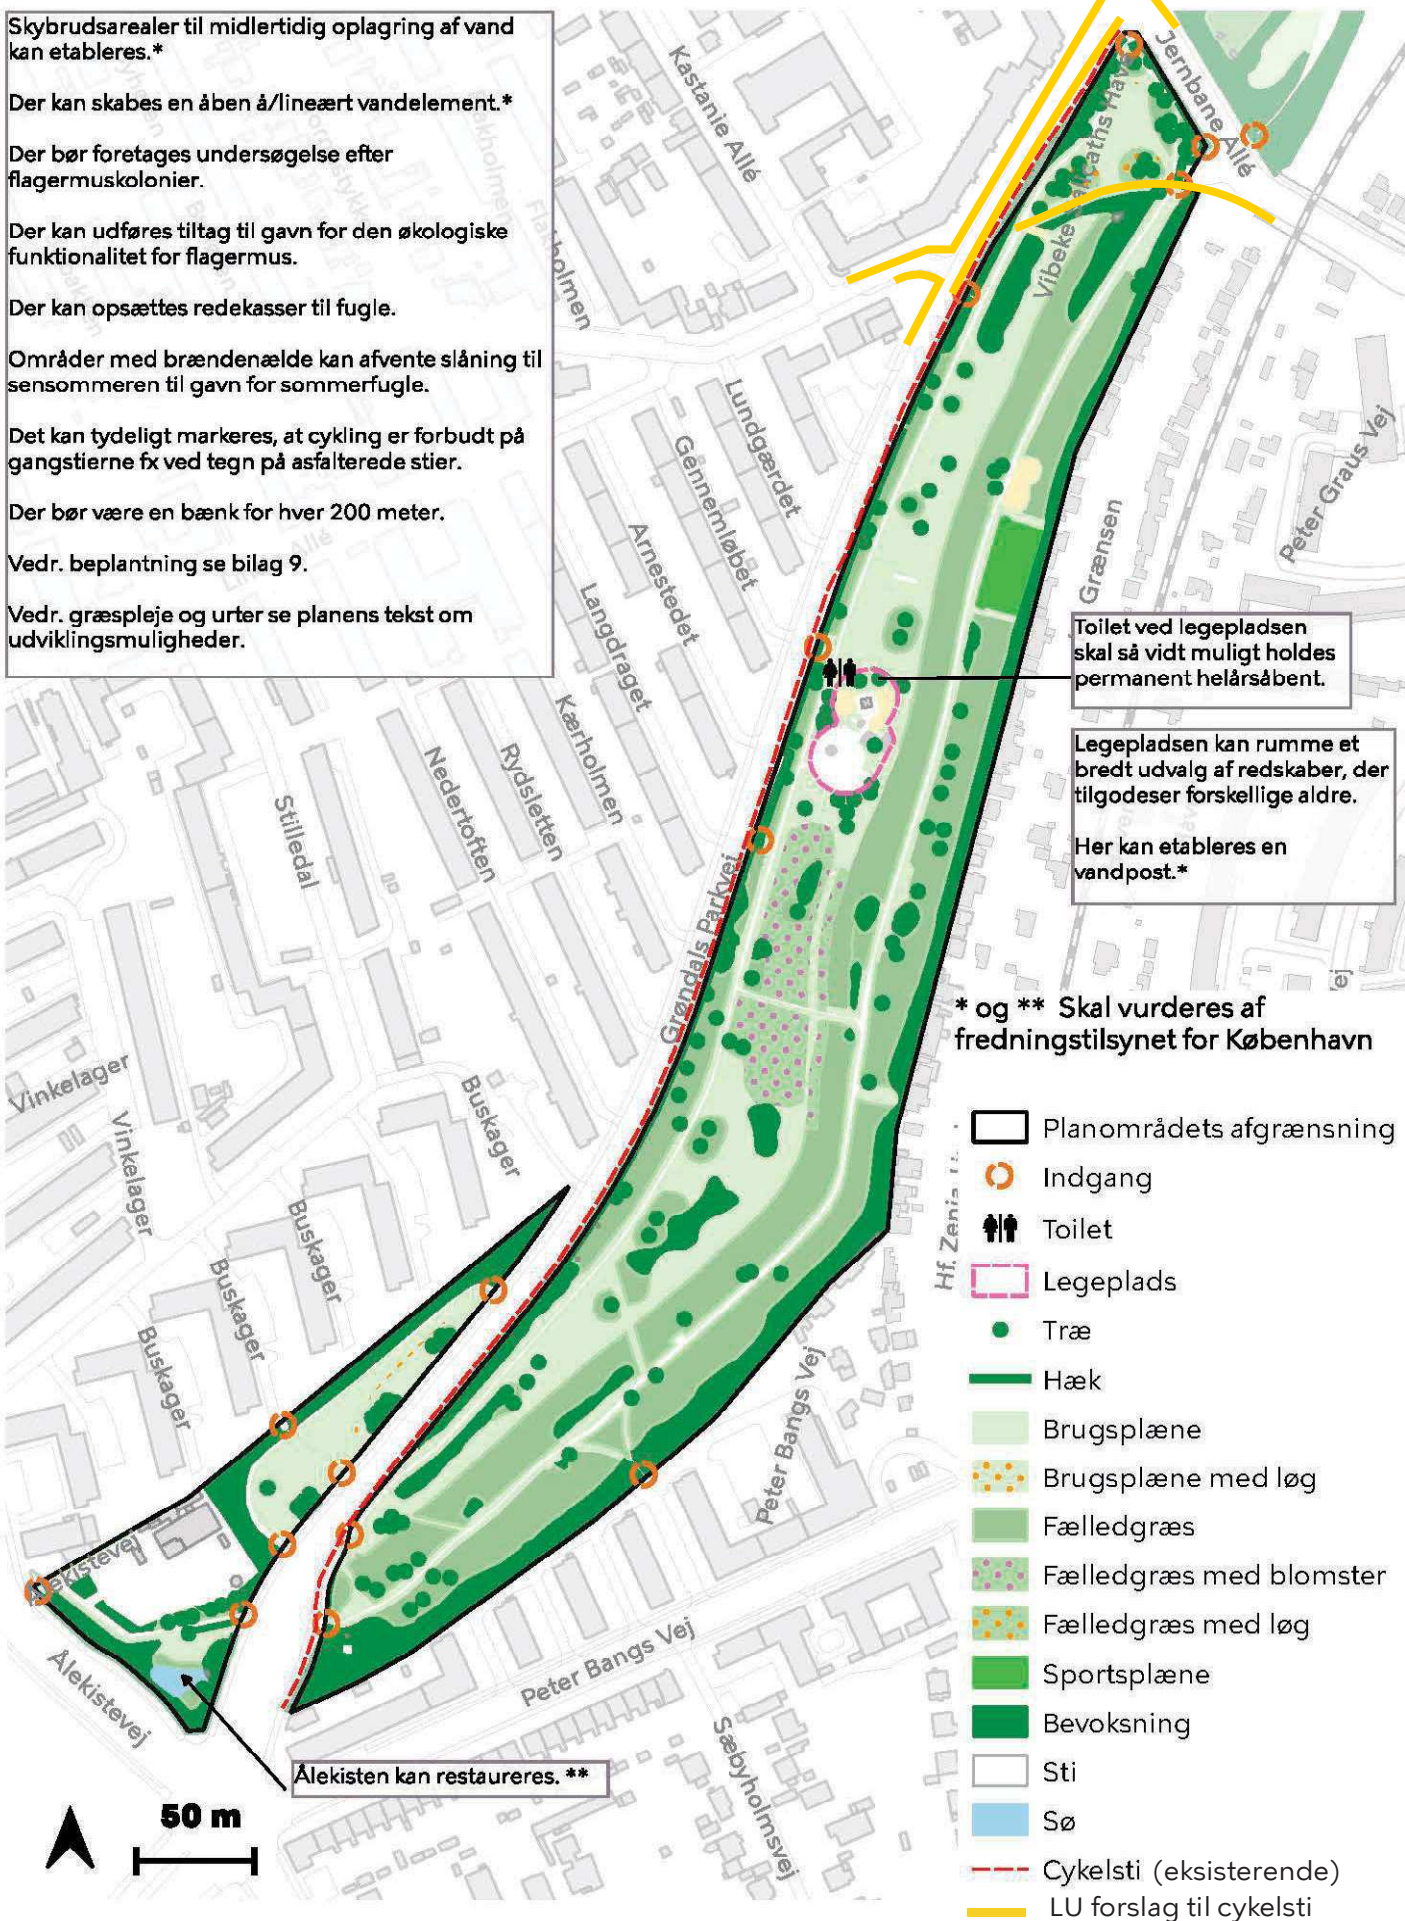 Skybrudsarealer til midlertidig oplagring af vand
kan etableres.*
Der kan skabes en åben å/lineært vandelement.*
Der bør foretages undersøgelse efter
flagermuskolonier.
Der kan udføres tiltag til gavn for den økologiske
funktionalitet for flagermus.
Der kan opsættes redekasser til fugle.
Områder med brændenælde kan afvente slåning til
sensommeren til gavn for sommerfugle.
Det kan tydeligt markeres, at cykling er forbudt på
gangstierne fx ved tegn på asfalterede stier.
Der bør være en bænk for hver 200 meter.
Vedr. beplantning se bilag 9.
Vedr. græspleje og urter se planens tekst om
udviklingsmuligheder.
Kastanie Allé
Jernbane Allé
Vibeke
Lundgærdet
Gennemløbet
Arnestedet
Langdraget
Kærholmen
Rydsletten
Nedertoften
Stilledal
Peter Graus Vej
Grænsen
Toilet ved legepladsen
skal så vidt muligt holdes
permanent helårsåbent.
Legepladsen kan rumme et
bredt udvalg af redskaber, der
tilgodeser forskellige aldre.
Her kan etableres en
vandpost.*
Grøndals Parkvej
Vinkelager
Vinkelager
Buskager
Buskager
Buskager
Buskager
Hf. Zenia
Peter Bangs Vej
Peter Bangs Vej
Sæbyholmsvej
Ålekistevej
Ålekistevej
Ålekisten kan restaureres. **
50 m
* og ** Skal vurderes af
fredningstilsynet for København
Planområdets afgrænsning
Indgang
Toilet
Legeplads
Træ
Hæk
Brugsplæne
Brugsplæne med løg
Fælledgræs
Fælledgræs med blomster
Fælledgræs med løg
Sportsplæne
Bevoksning
Sti
Sø
Cykelsti (eksisterende)
LU forslag til cykelsti